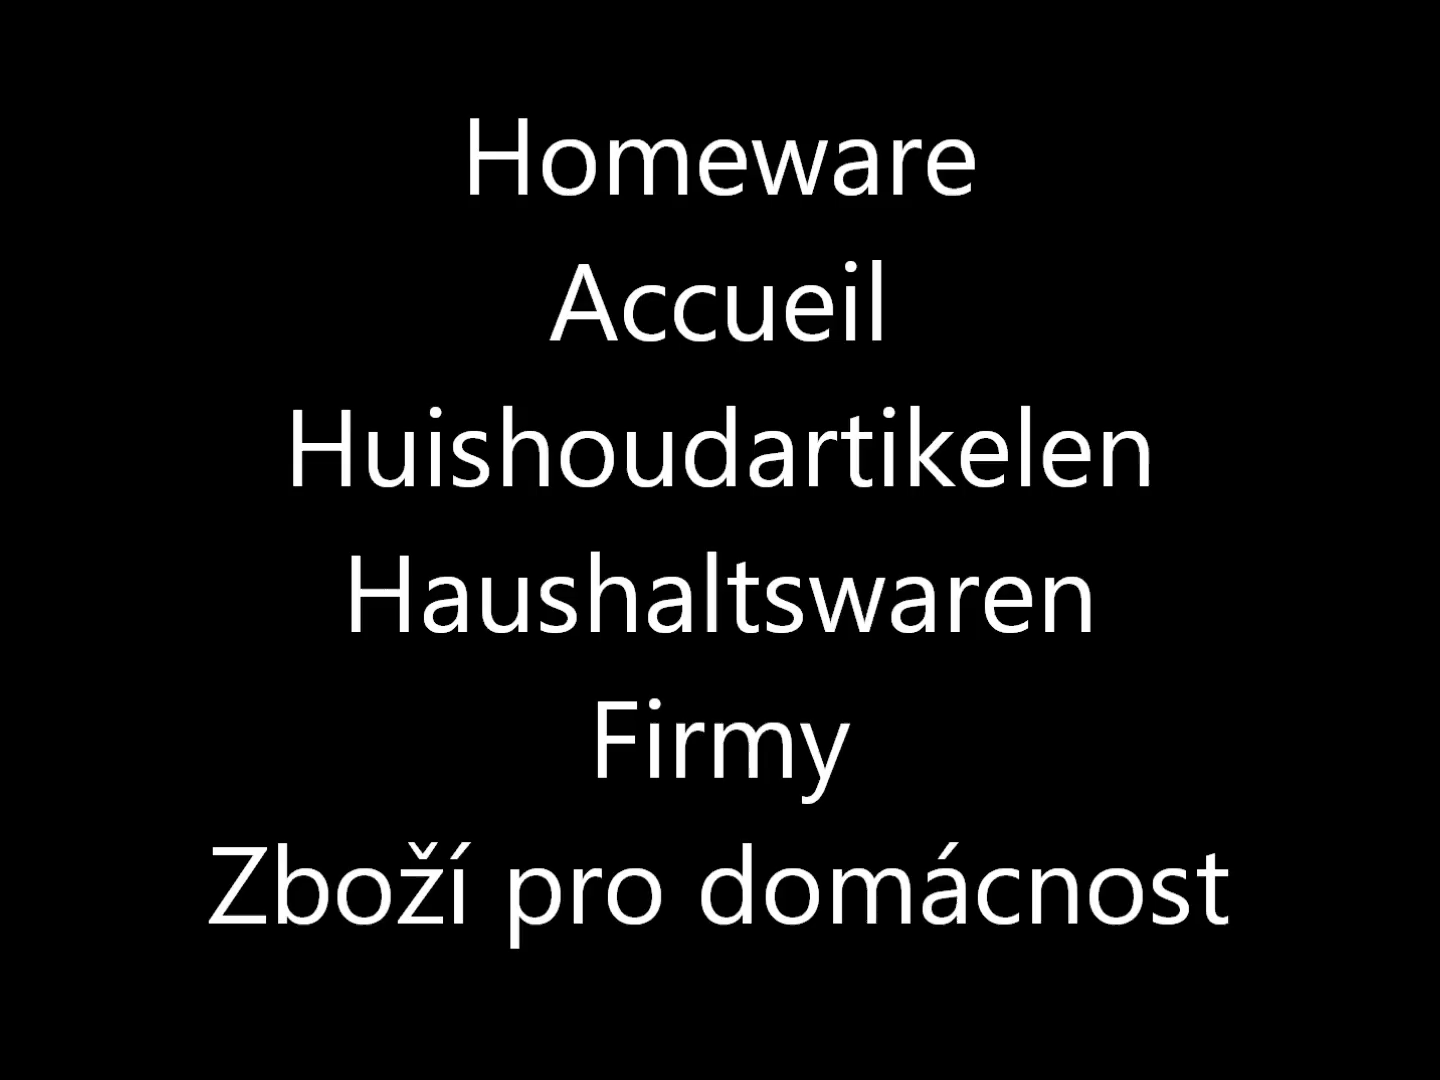 Homeware
Accueil
Huishoudartikelen
Haushaltswaren
Firmy
Zboží pro domácnost